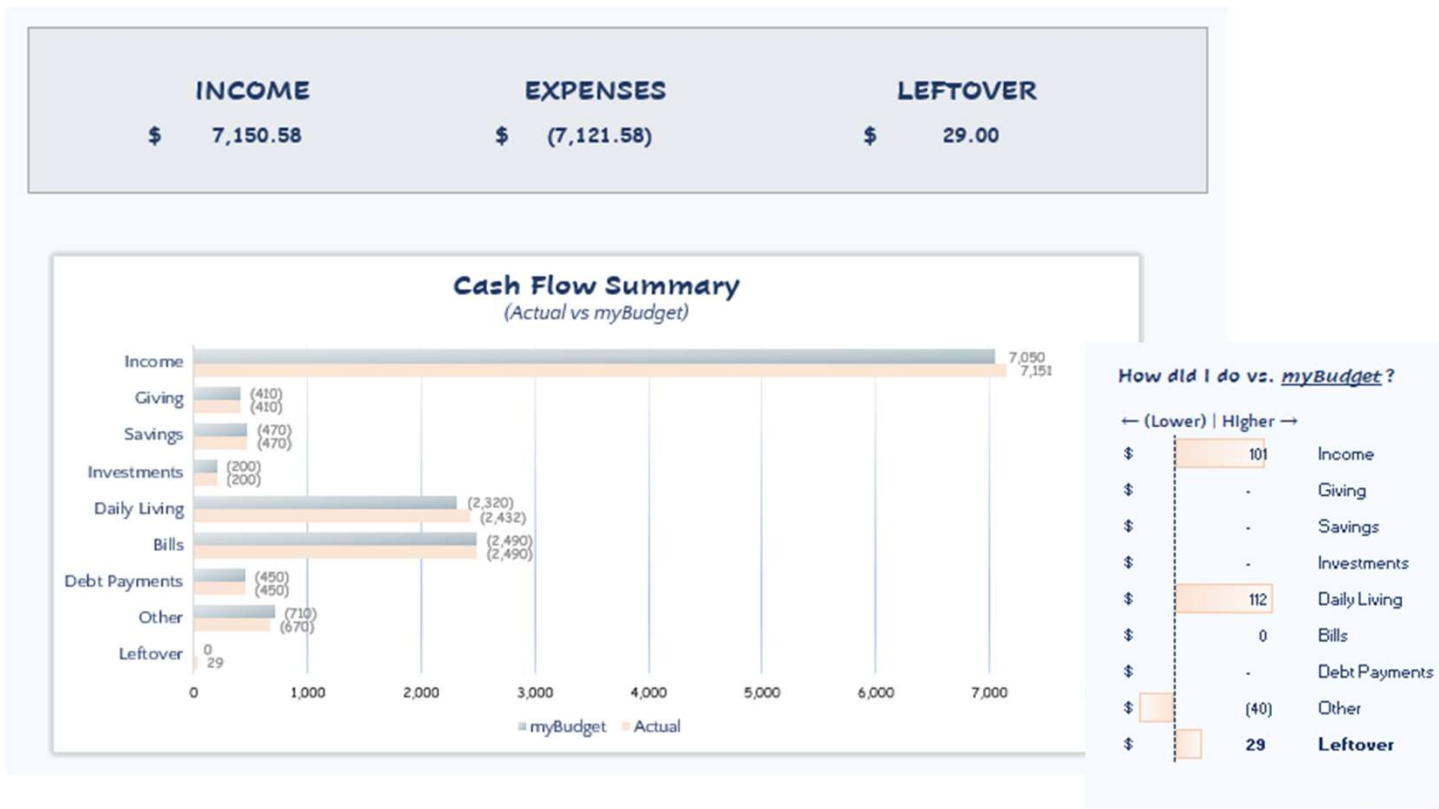 INCOME EXPENSES LEFTOVER
$ 7,150.58 $ (7,121.58) $ 29.00
Cash Flow Summary
(Actual vs myBudget)
Income 7,050
7,151
Giving (410)
(410)
Savings (470)
(470)
Investments (200)
(200)
Daily Living (2,320)
(2,432)
Bills (2,490)
(2,490)
Debt Payments (450)
(450)
Other (710)
(670)
Leftover 0
29
0 1,000 2,000 3,000 4,000 5,000 6,000 7,000
myBudget Actual
How did I do vs. myBudget?
← (Lower) | Higher →
$ 101 Income
$ - Giving
$ - Savings
$ - Investments
$ 112 Daily Living
$ 0 Bills
$ - Debt Payments
$ (40) Other
$ 29 Leftover